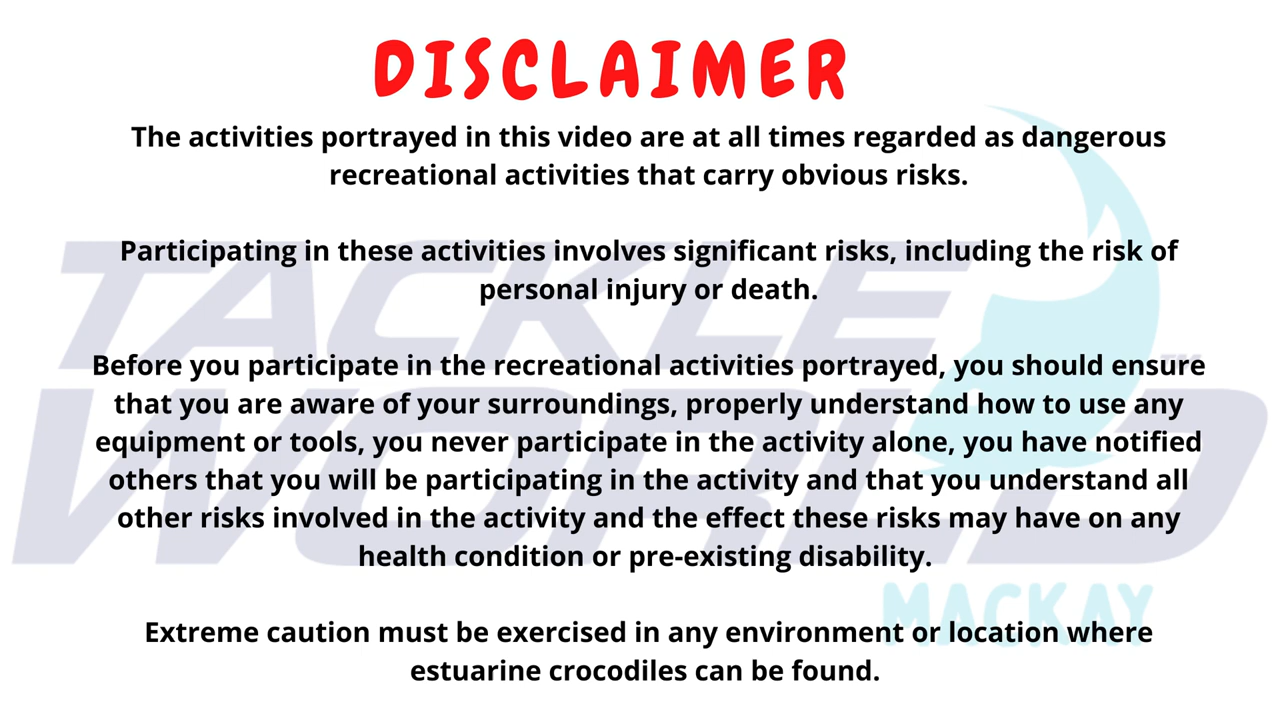 DISCLAIMER
The activities portrayed in this video are at all times regarded as dangerous
recreational activities that carry obvious risks.
Participating in these activities involves significant risks, including the risk of
personal injury or death.
Before you participate in the recreational activities portrayed, you should ensure
that you are aware of your surroundings, properly understand how to use any
equipment or tools, you never participate in the activity alone, you have notified
others that you will be participating in the activity and that you understand all
other risks involved in the activity and the effect these risks may have on any
health condition or pre-existing disability.
Extreme caution must be exercised in any environment or location where
estuarine crocodiles can be found.
TACKLE
WORLD
TM
MACKAY